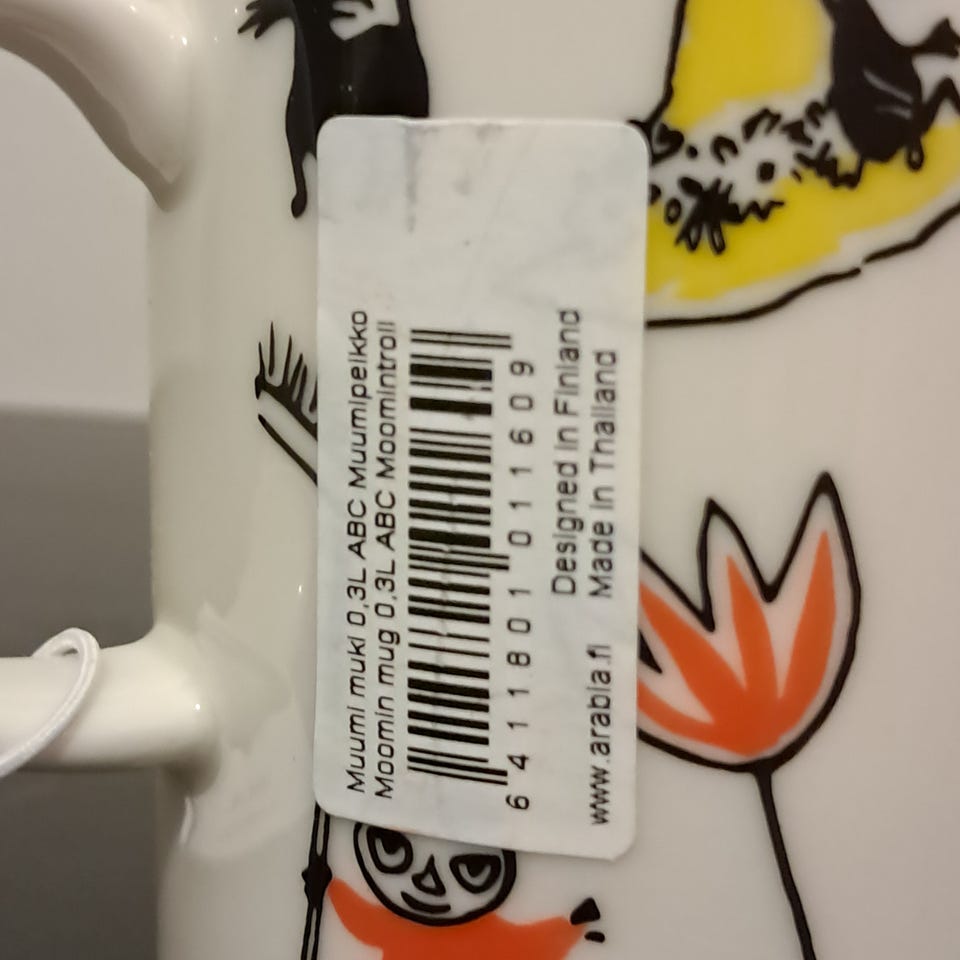 Muumi muki 0,3L ABC Muumipeikko
Moomin mug 0,3L ABC Moomintroll
6 411801 011609
Designed in Finland
www.arabia.fi Made in Thailand